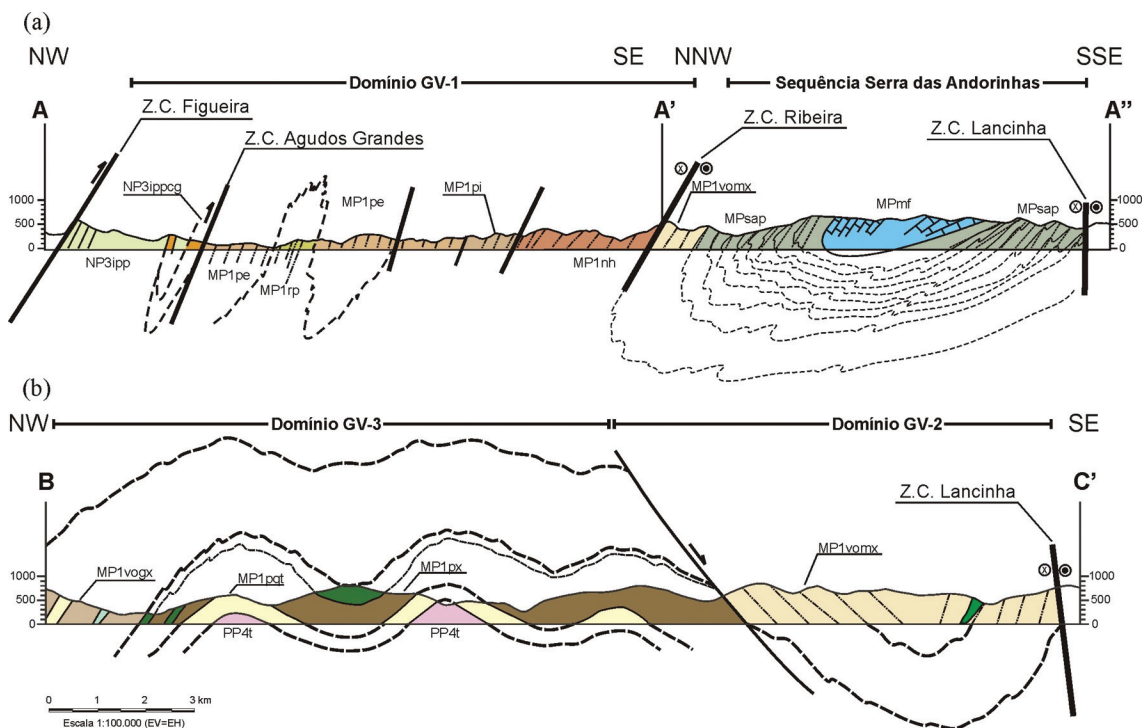 (a)
NW
SE
NNW
SSE
Domínio GV-1
Sequência Serra das Andorinhas
A
Z.C. Figueira
A'
Z.C. Ribeira
A"
Z.C. Agudos Grandes
Z.C. Lancinha
NP3ippcg
MP1pe
MP1pi
MP1vomx
MPsap
MPmf
MPsap
1000
500
0
1000
500
0
NP3ipp
MP1pe
MP1rp
MP1nh
(b)
NW
Domínio GV-3
Domínio GV-2
SE
B
C'
Z.C. Lancinha
MP1vomx
MP1vogx
MP1pqt
MP1px
1000
500
0
1000
500
0
PP4t
PP4t
0 1 2 3 km
Escala 1:100.000 (EV=EH)